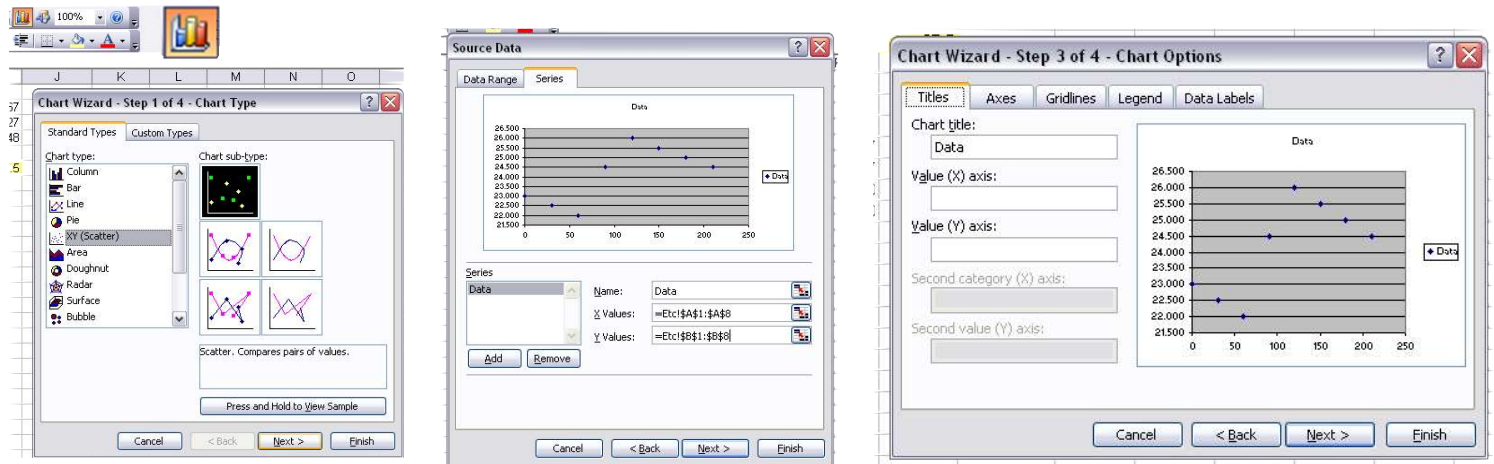 100%
J K L M N O
57
27
48
.5
Chart Wizard - Step 1 of 4 - Chart Type
Standard Types Custom Types
Chart type:
Column
Bar
Line
Pie
XY (Scatter)
Area
Doughnut
Radar
Surface
Bubble
Chart sub-type:
Scatter. Compares pairs of values.
Press and Hold to View Sample
Cancel < Back Next > Finish
Source Data
Data Range Series
Data
26.500
26.000
25.500
25.000
24.500
24.000
23.500
23.000
22.500
22.000
21.500
0 50 100 150 200 250
Data
Series
Data
Name: Data
X Values: =Etc!$A$1:$A$8
Y Values: =Etc!$B$1:$B$8
Add Remove
Cancel < Back Next > Finish
Chart Wizard - Step 3 of 4 - Chart Options
Titles Axes Gridlines Legend Data Labels
Chart title:
Data
Value (X) axis:
Value (Y) axis:
Second category (X) axis:
Second value (Y) axis:
Data
26.500
26.000
25.500
25.000
24.500
24.000
23.500
23.000
22.500
22.000
21.500
0 50 100 150 200 250
Data
Cancel < Back Next > Finish